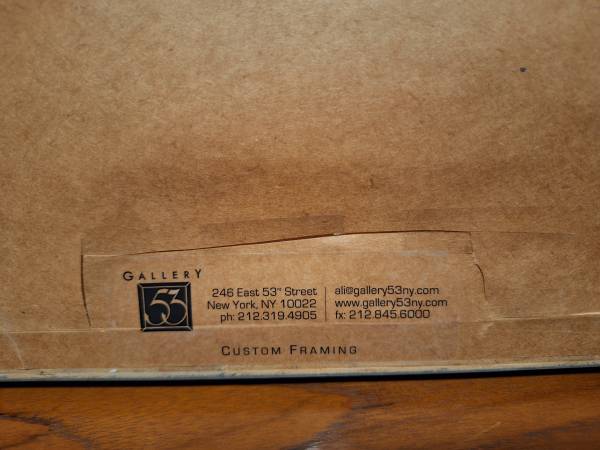 GALLERY
53
246 East 53rd Street
New York, NY 10022
ph: 212.319.4905
ali@gallery53ny.com
www.gallery53ny.com
fx: 212.845.6000
CUSTOM FRAMING